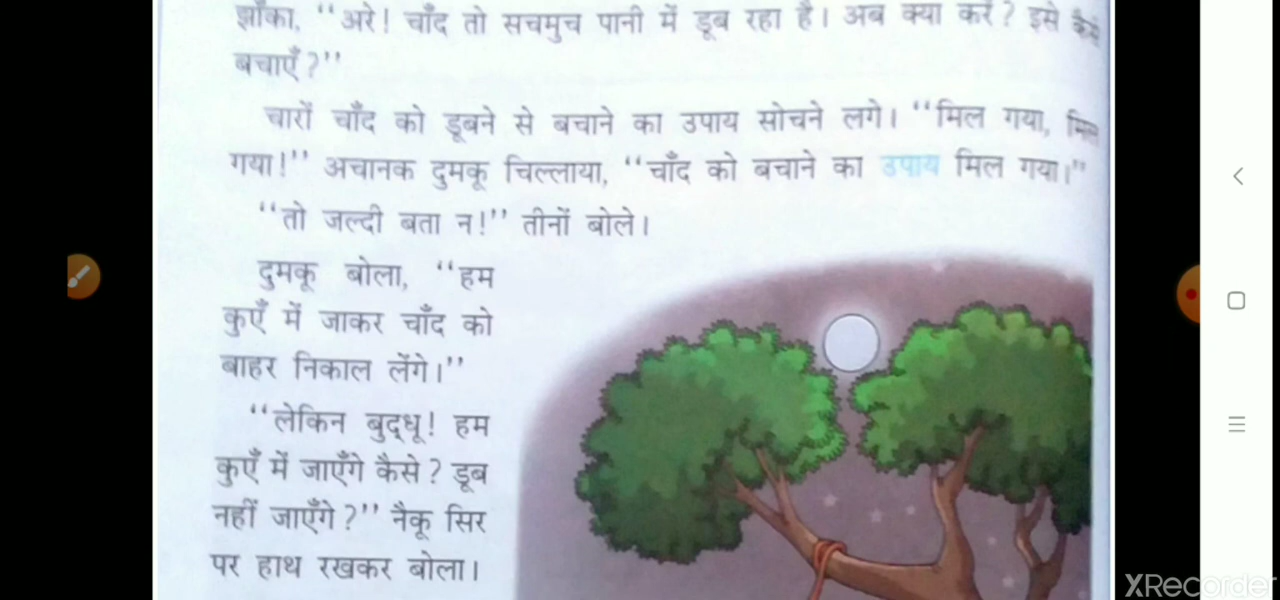 झाँका, “अरे! चाँद तो सचमुच पानी में डूब रहा है। अब क्या करें? इसे कैसे
बचाएँ?”
चारों चाँद को डूबने से बचाने का उपाय सोचने लगे। “मिल गया, मिल
गया!” अचानक दुमकू चिल्लाया, “चाँद को बचाने का उपाय मिल गया।”
“तो जल्दी बता न!” तीनों बोले।
दुमकू बोला, “हम
कुएँ में जाकर चाँद को
बाहर निकाल लेंगे।”
“लेकिन बुद्धू! हम
कुएँ में जाएँगे कैसे? डूब
नहीं जाएँगे?” नैकू सिर
पर हाथ रखकर बोला।
XRecorder